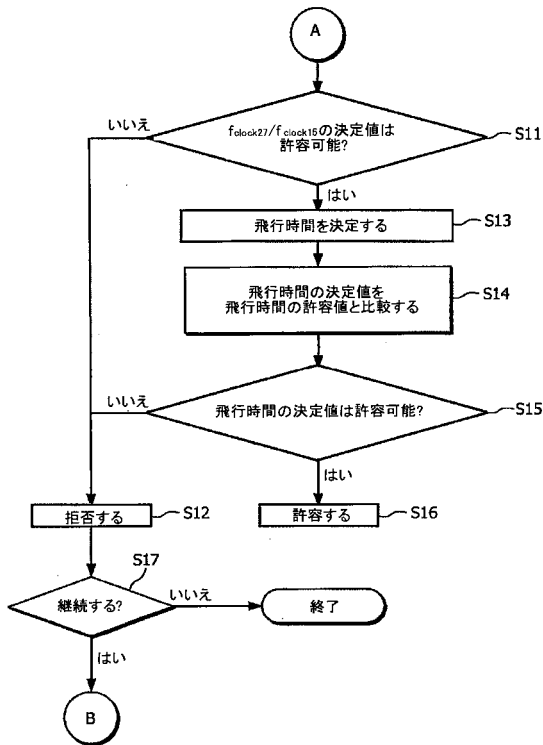 A
いいえ
fclock27/fclock16の決定値は
許容可能?
S11
はい
飛行時間を決定する
S13
飛行時間の決定値を
飛行時間の許容値と比較する
S14
いいえ
飛行時間の決定値は許容可能?
S15
はい
拒否する
S12
許容する
S16
S17
継続する?
いいえ
終了
はい
B